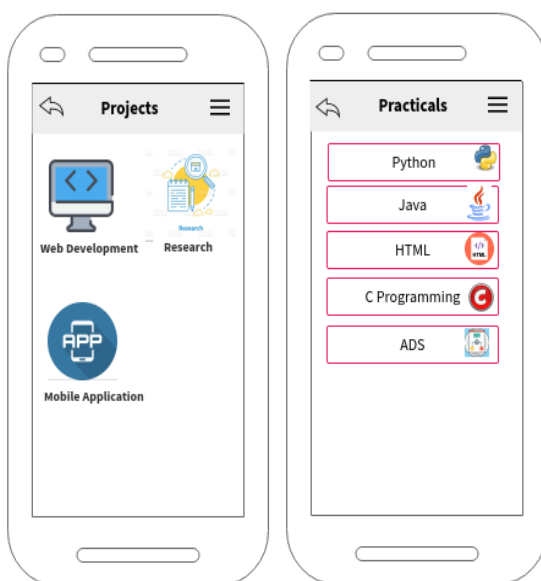 Projects
Web Development
Research
Research
APP
Mobile Application
Practicals
Python
Java
HTML
</>
HTML
C Programming
C
ADS